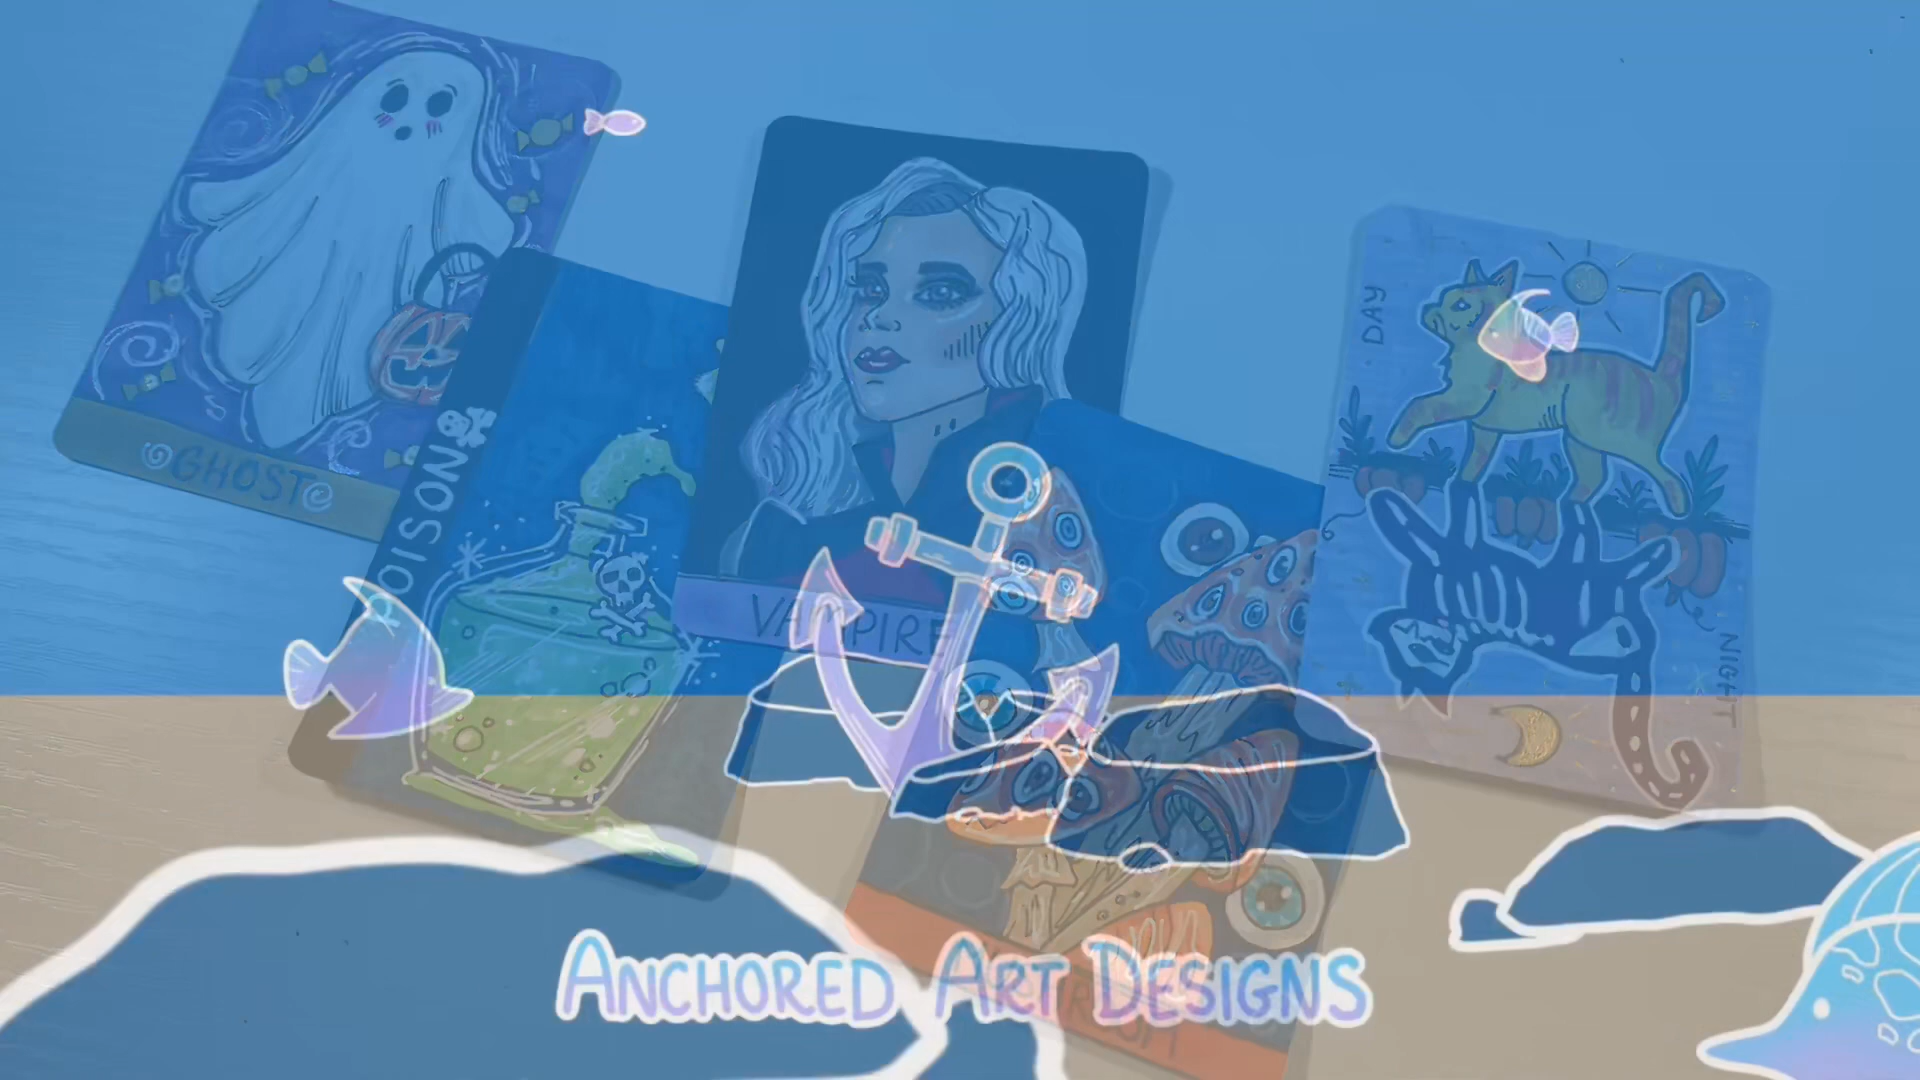 GHOST
POISON
VAMPIRE
DAY
NIGHT
ANCHORED ART DESIGNS